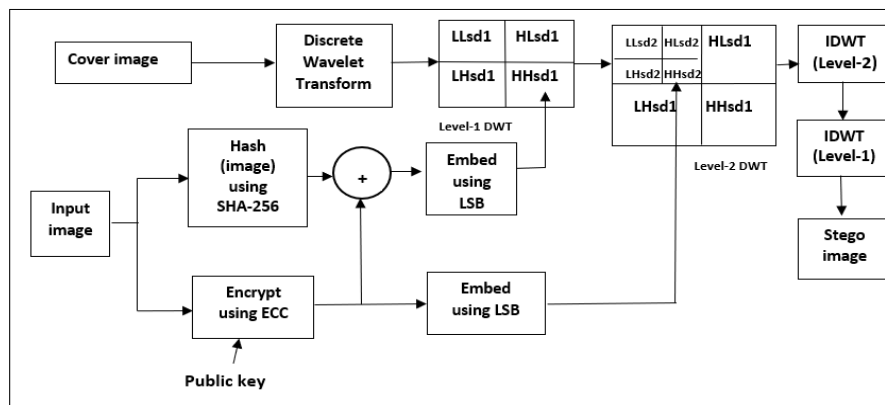 Cover image
Discrete
Wavelet
Transform
LLsd1 HLsd1
LHsd1 HHsd1
Level-1 DWT
LLsd2 HLsd2 HLsd1
LHsd2 HHsd2
LHsd1 HHsd1
Level-2 DWT
IDWT
(Level-2)
IDWT
(Level-1)
Stego
image
Input
image
Hash
(image)
using
SHA-256
+
Embed
using
LSB
Encrypt
using ECC
Embed
using LSB
Public key